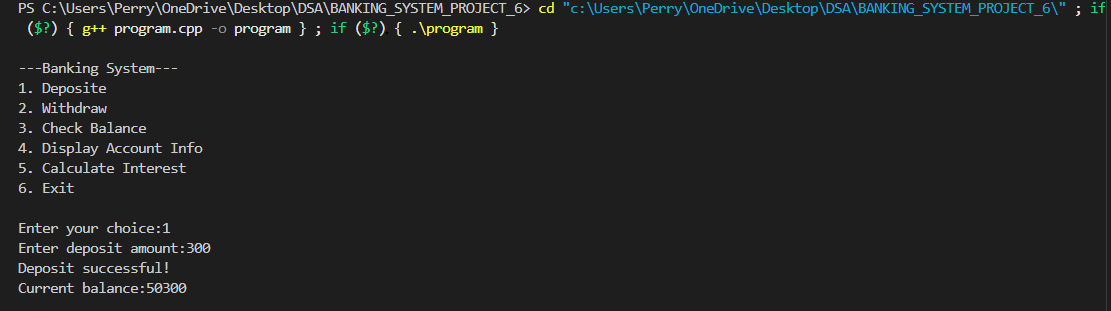 PS C:\Users\Perry\OneDrive\Desktop\DSA\BANKING_SYSTEM_PROJECT_6> cd "c:\Users\Perry\OneDrive\Desktop\DSA\BANKING_SYSTEM_PROJECT_6\" ; if
($?) { g++ program.cpp -o program } ; if ($?) { .\program }
---Banking System---
1. Deposite
2. Withdraw
3. Check Balance
4. Display Account Info
5. Calculate Interest
6. Exit
Enter your choice:1
Enter deposit amount:300
Deposit successful!
Current balance:50300